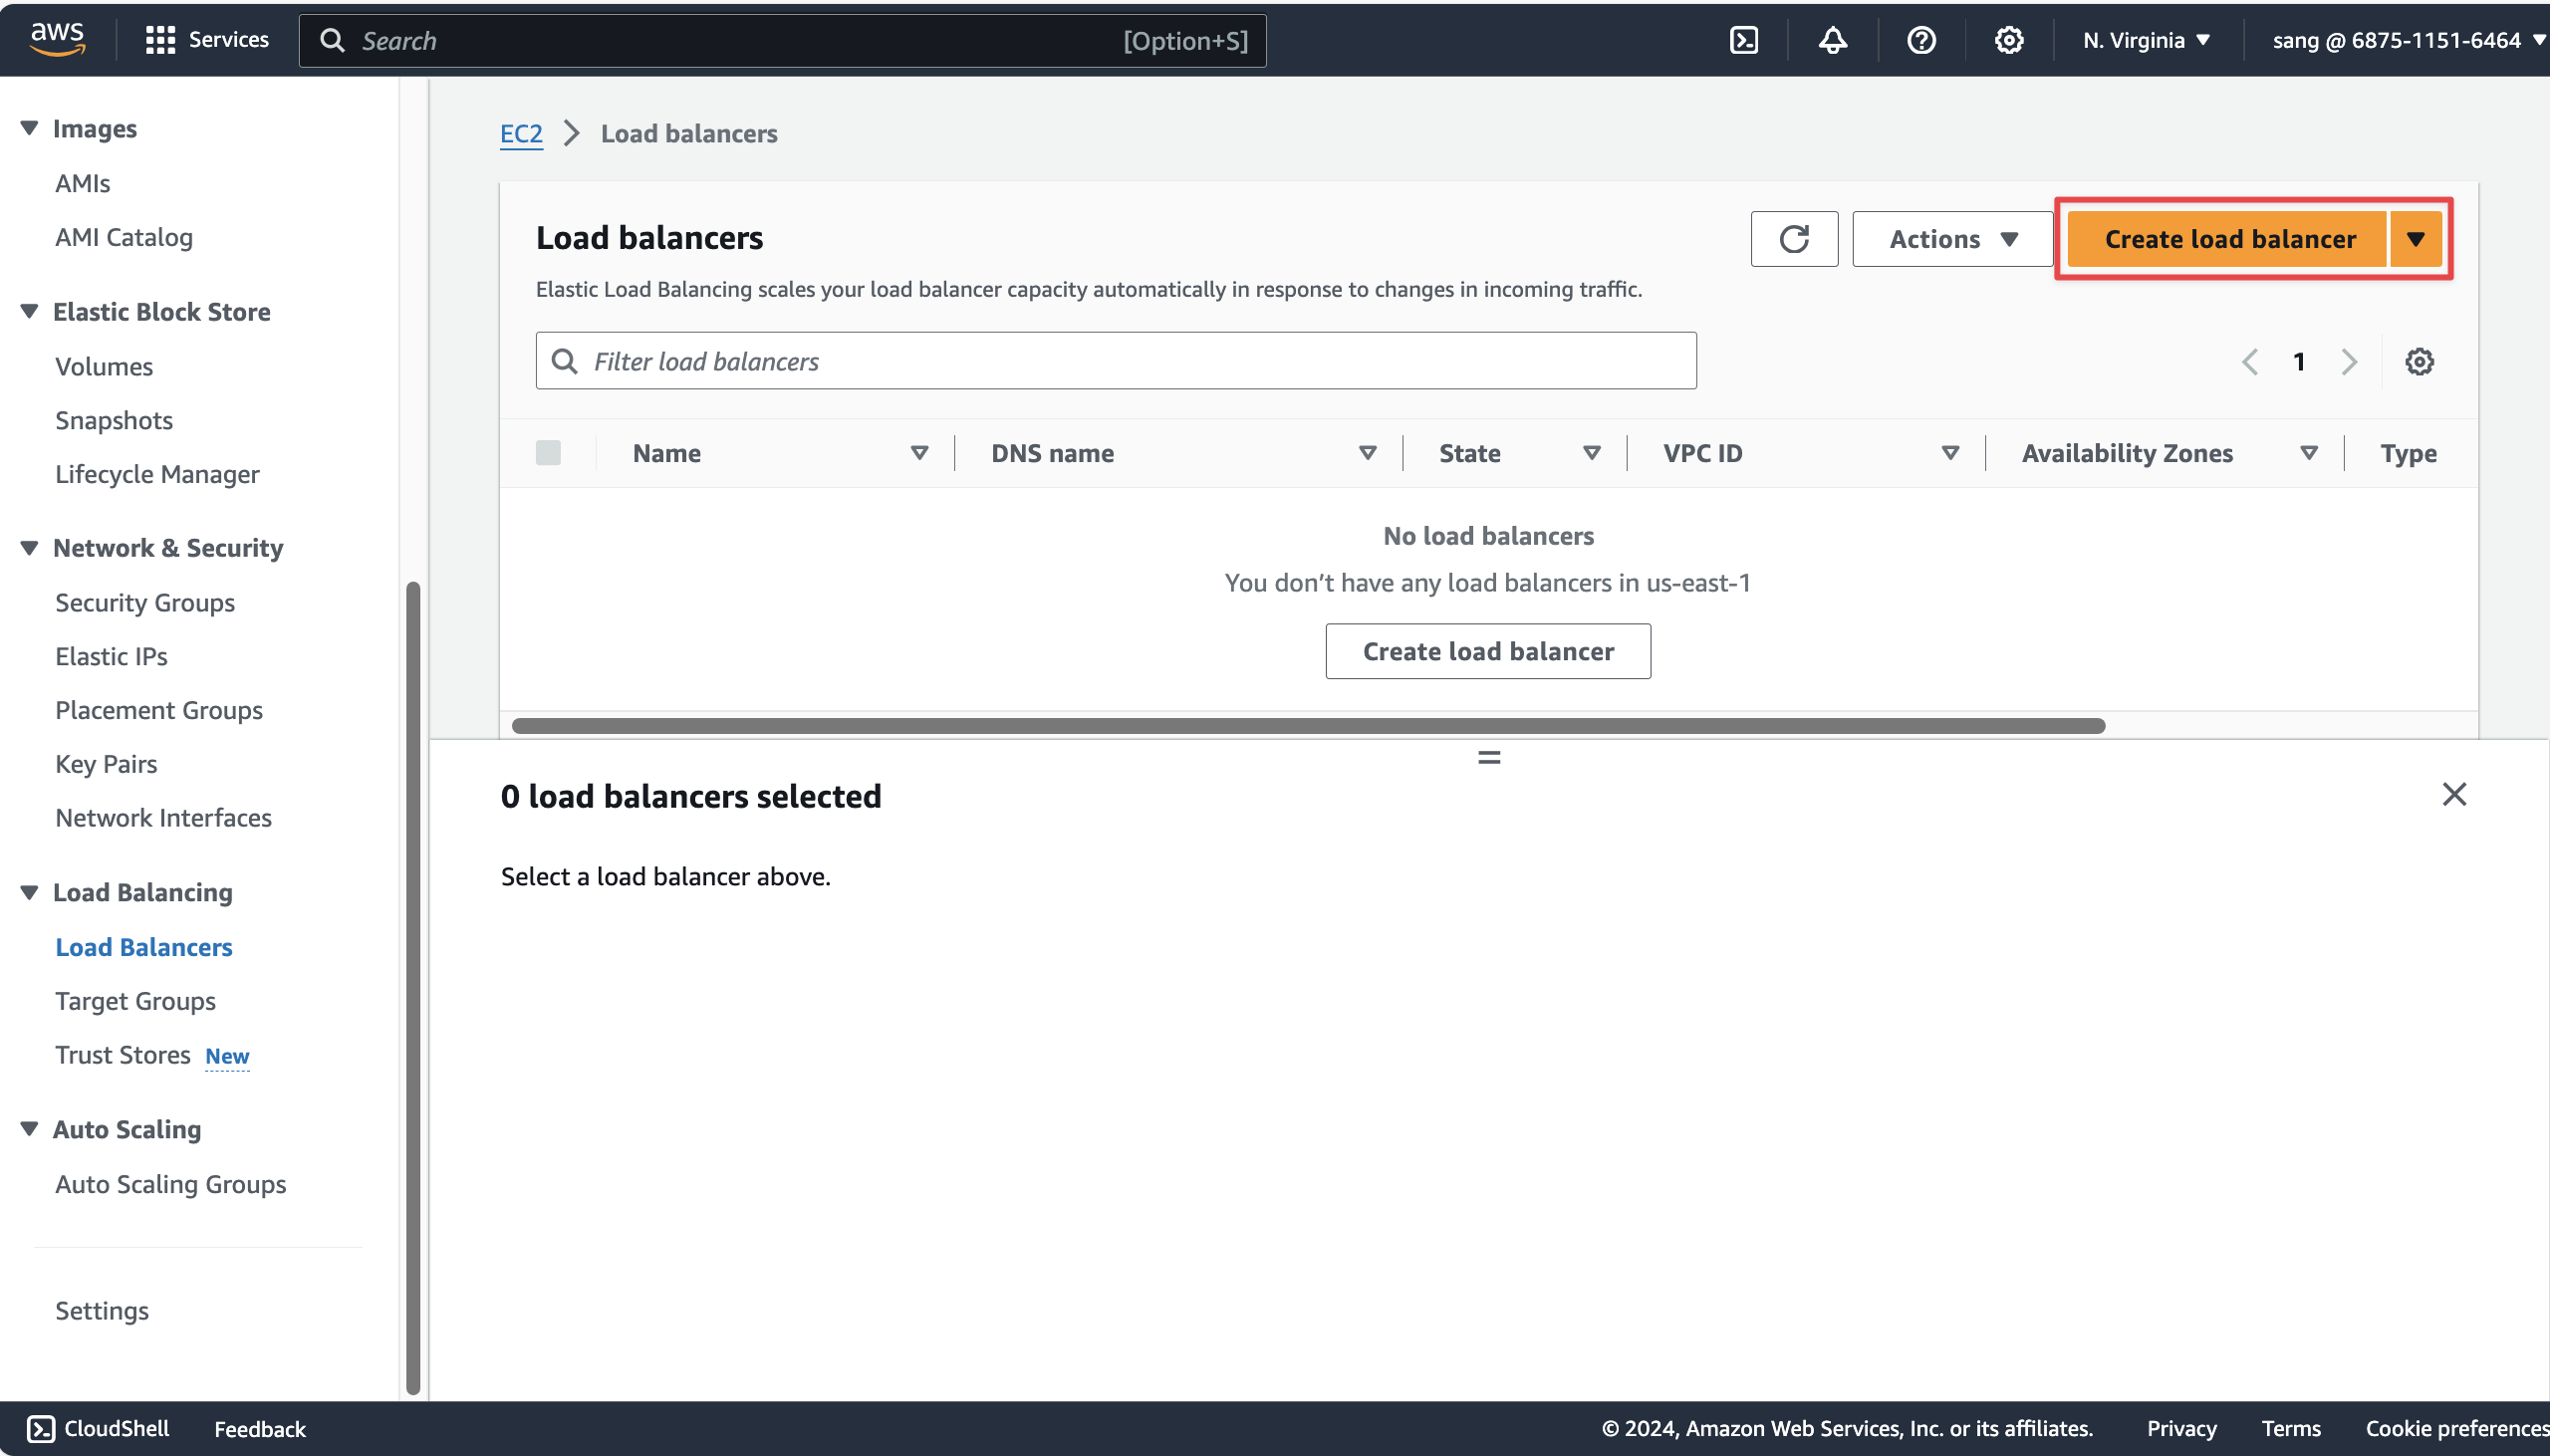 aws
Services
Search
[Option+S]
N. Virginia
sang @ 6875-1151-6464
Images
AMIs
AMI Catalog
Elastic Block Store
Volumes
Snapshots
Lifecycle Manager
Network & Security
Security Groups
Elastic IPs
Placement Groups
Key Pairs
Network Interfaces
Load Balancing
Load Balancers
Target Groups
Trust Stores New
Auto Scaling
Auto Scaling Groups
Settings
EC2 > Load balancers
Load balancers
Actions
Create load balancer
Elastic Load Balancing scales your load balancer capacity automatically in response to changes in incoming traffic.
Filter load balancers
1
Name DNS name State VPC ID Availability Zones Type
No load balancers
You don’t have any load balancers in us-east-1
Create load balancer
0 load balancers selected
Select a load balancer above.
CloudShell
Feedback
© 2024, Amazon Web Services, Inc. or its affiliates.
Privacy
Terms
Cookie preferences